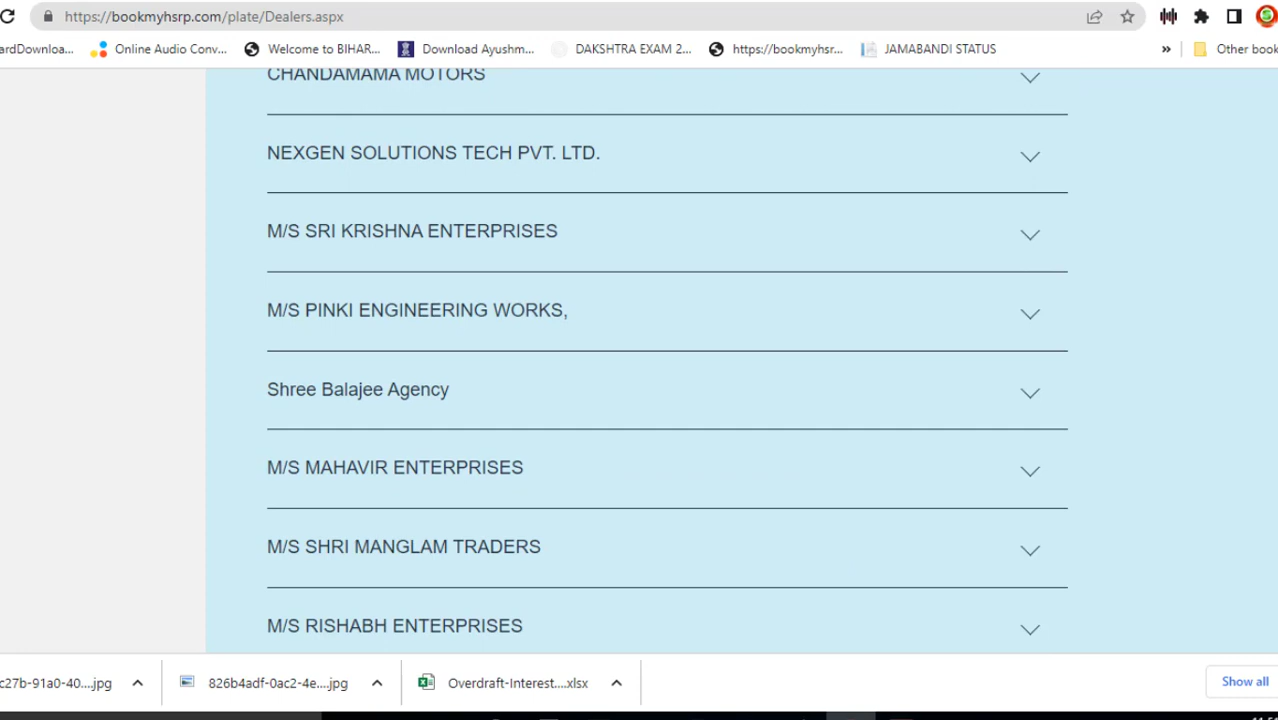 https://bookmyhsrp.com/plate/Dealers.aspx
ardDownloa... Online Audio Conv... Welcome to BIHAR... Download Ayushm... DAKSHTRA EXAM 2... https://bookmyhsr... JAMABANDI STATUS » Other book
CHANDAMAMA MOTORS
NEXGEN SOLUTIONS TECH PVT. LTD.
M/S SRI KRISHNA ENTERPRISES
M/S PINKI ENGINEERING WORKS,
Shree Balajee Agency
M/S MAHAVIR ENTERPRISES
M/S SHRI MANGLAM TRADERS
M/S RISHABH ENTERPRISES
c27b-91a0-40....jpg 826b4adf-0ac2-4e....jpg Overdraft-Interest....xlsx Show all